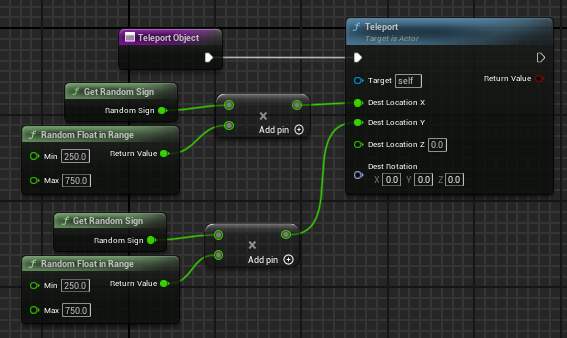 Teleport Object
Teleport
Target is Actor
Target self
Return Value
Dest Location X
Dest Location Y
Dest Location Z 0.0
Dest Rotation
X 0.0 Y 0.0 Z 0.0
Get Random Sign
Random Sign
Add pin
Random Float in Range
Min 250.0
Return Value
Max 750.0
Get Random Sign
Random Sign
Add pin
Random Float in Range
Min 250.0
Return Value
Max 750.0